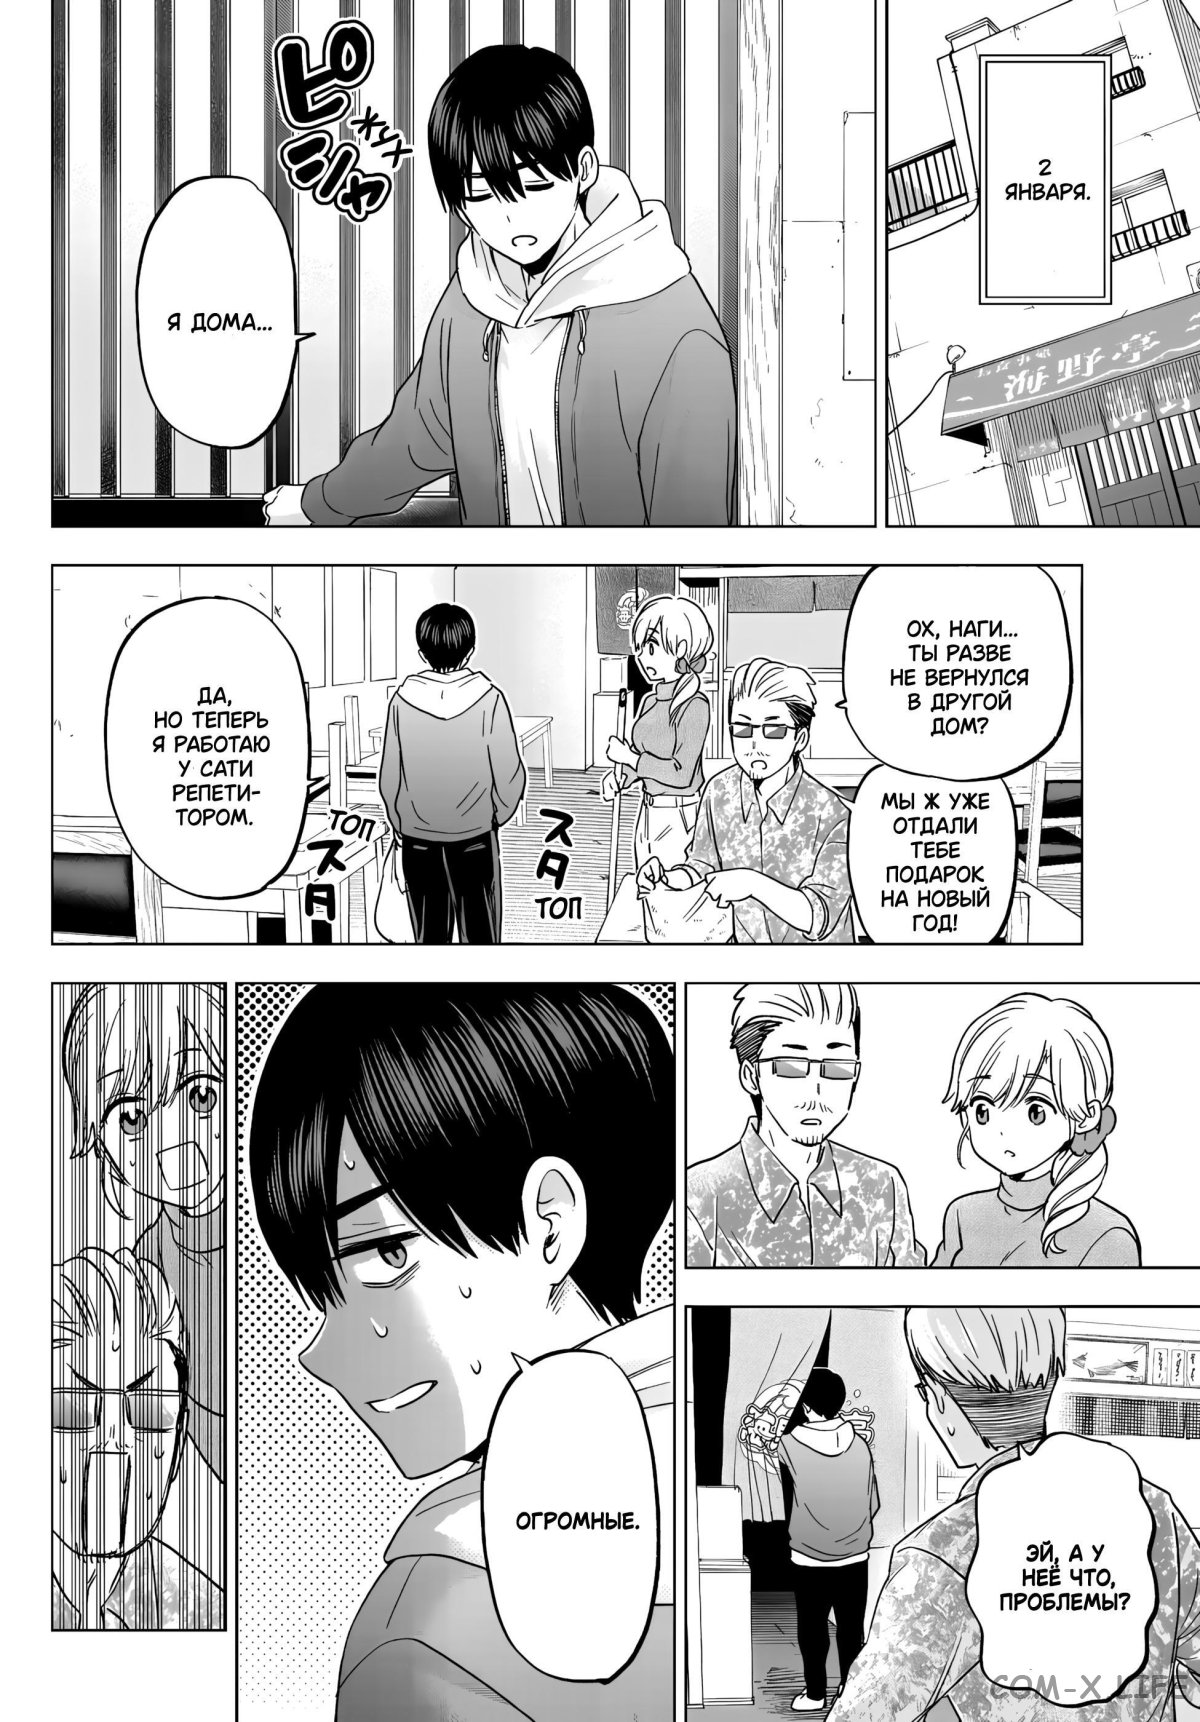 2
ЯНВАРЯ.
ピシャ
ЖУХ
Я ДОМА...
ОХ, НАГИ...
ТЫ РАЗВЕ
НЕ ВЕРНУЛСЯ
В ДРУГОЙ
ДОМ?
МЫ Ж УЖЕ
ОТДАЛИ
ТЕБЕ
ПОДАРОК
НА НОВЫЙ
ГОД!
スタ
ТОП
スタ
ТОП
ДА,
НО ТЕПЕРЬ
Я РАБОТАЮ
У САТИ
РЕПЕТИ-
ТОРОМ.
ЭЙ, А У
НЕЁ ЧТО,
ПРОБЛЕМЫ?
ОГРОМНЫЕ.
COM-X LIFE